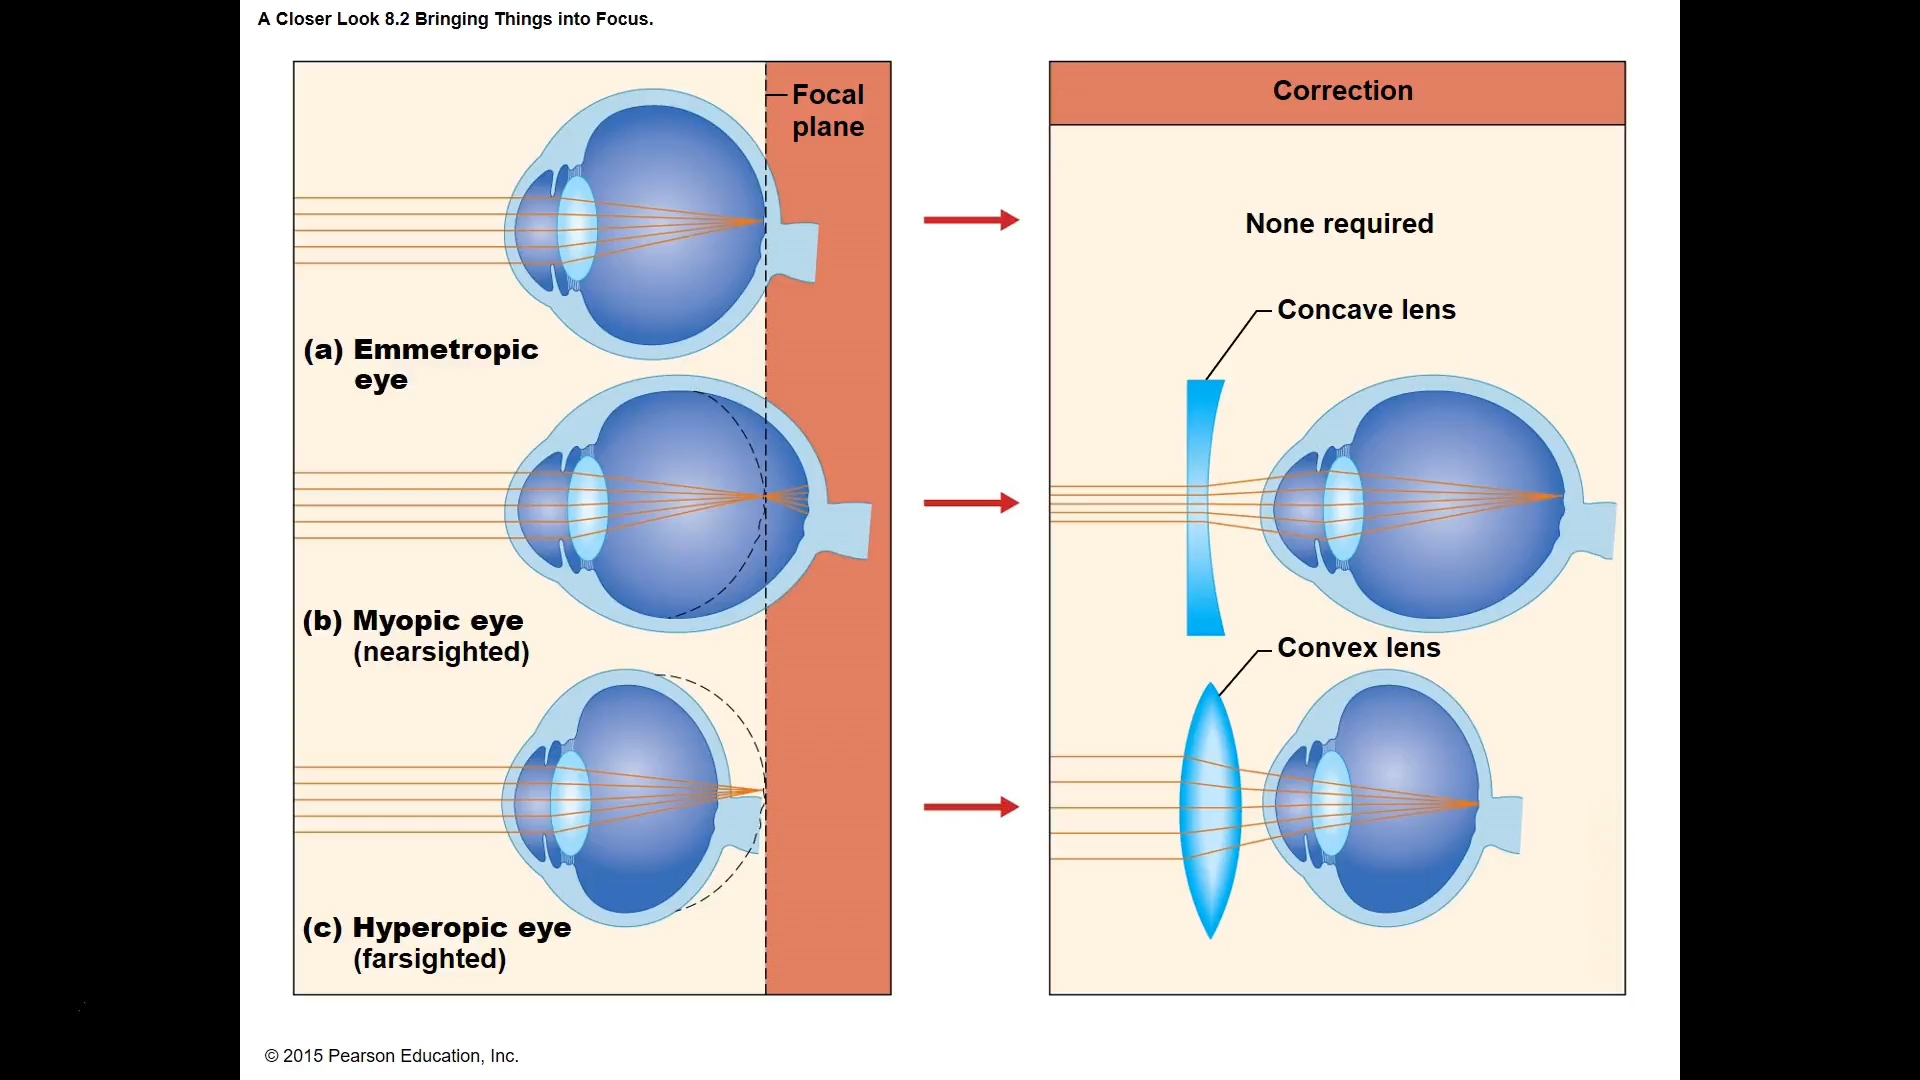 A Closer Look 8.2 Bringing Things into Focus.
Focal
plane
(a) Emmetropic
eye
(b) Myopic eye
(nearsighted)
(c) Hyperopic eye
(farsighted)
Correction
None required
Concave lens
Convex lens
© 2015 Pearson Education, Inc.